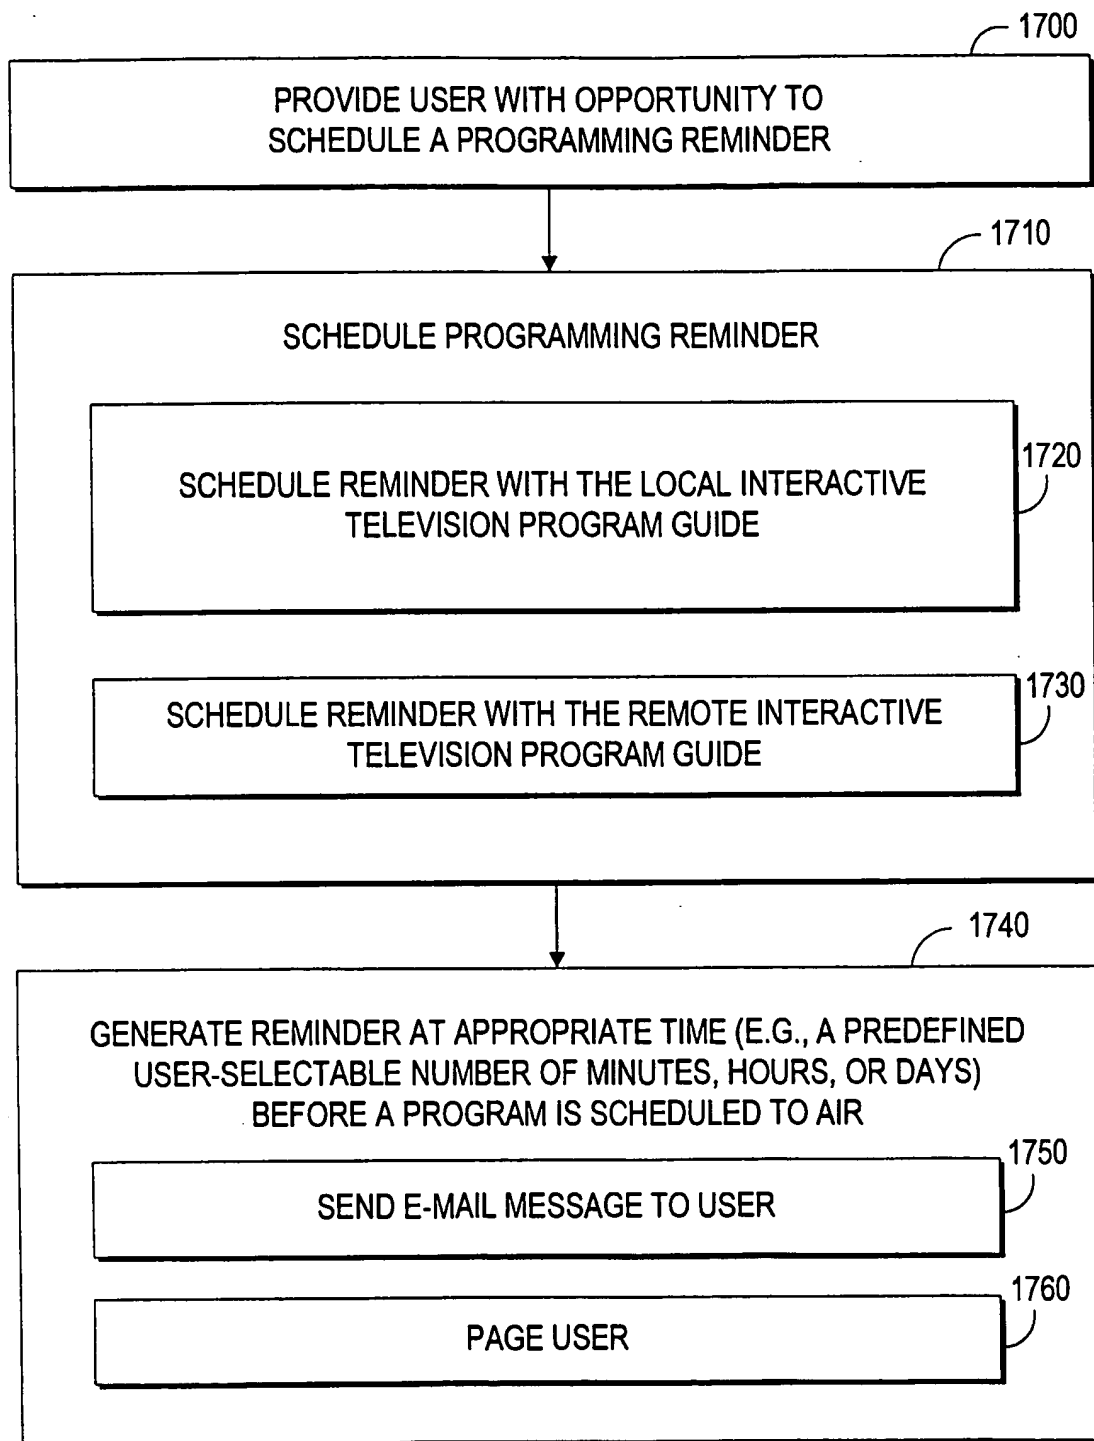 1700
PROVIDE USER WITH OPPORTUNITY TO
SCHEDULE A PROGRAMMING REMINDER
1710
SCHEDULE PROGRAMMING REMINDER
1720
SCHEDULE REMINDER WITH THE LOCAL INTERACTIVE
TELEVISION PROGRAM GUIDE
1730
SCHEDULE REMINDER WITH THE REMOTE INTERACTIVE
TELEVISION PROGRAM GUIDE
1740
GENERATE REMINDER AT APPROPRIATE TIME (E.G., A PREDEFINED
USER-SELECTABLE NUMBER OF MINUTES, HOURS, OR DAYS)
BEFORE A PROGRAM IS SCHEDULED TO AIR
1750
SEND E-MAIL MESSAGE TO USER
1760
PAGE USER